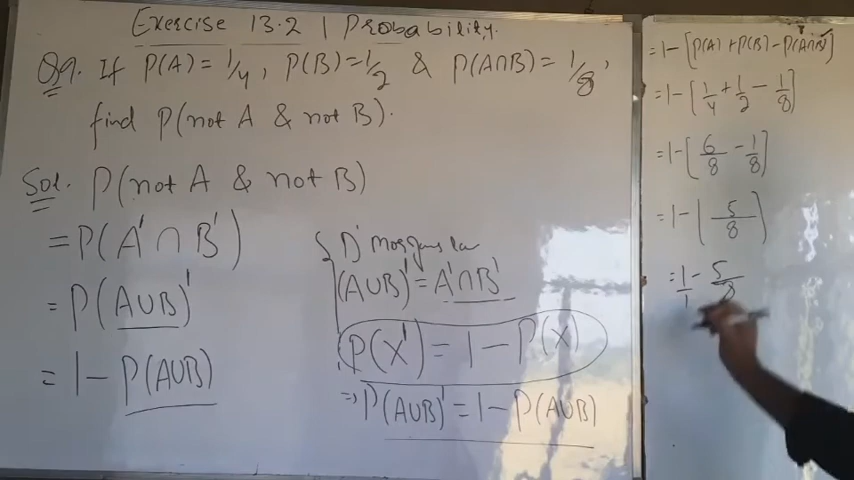 Exercise 13.2 | Probability.
Q9. If P(A) = 1/4, P(B) = 1/2 & P(A∩B) = 1/8,
find P(not A & not B).
Sol. P(not A & not B)
= P(A' ∩ B')
= P(A∪B)'
= 1 - P(A∪B)
{ D'morgans law
(A∪B)' = A'∩B'
P(X') = 1 - P(X)
⇒ P(A∪B)' = 1 - P(A∪B)
= 1 - [P(A) + P(B) - P(A∩B)]
= 1 - [1/4 + 1/2 - 1/8]
= 1 - [6/8 - 1/8]
= 1 - (5/8)
= 1/1 - 5/8